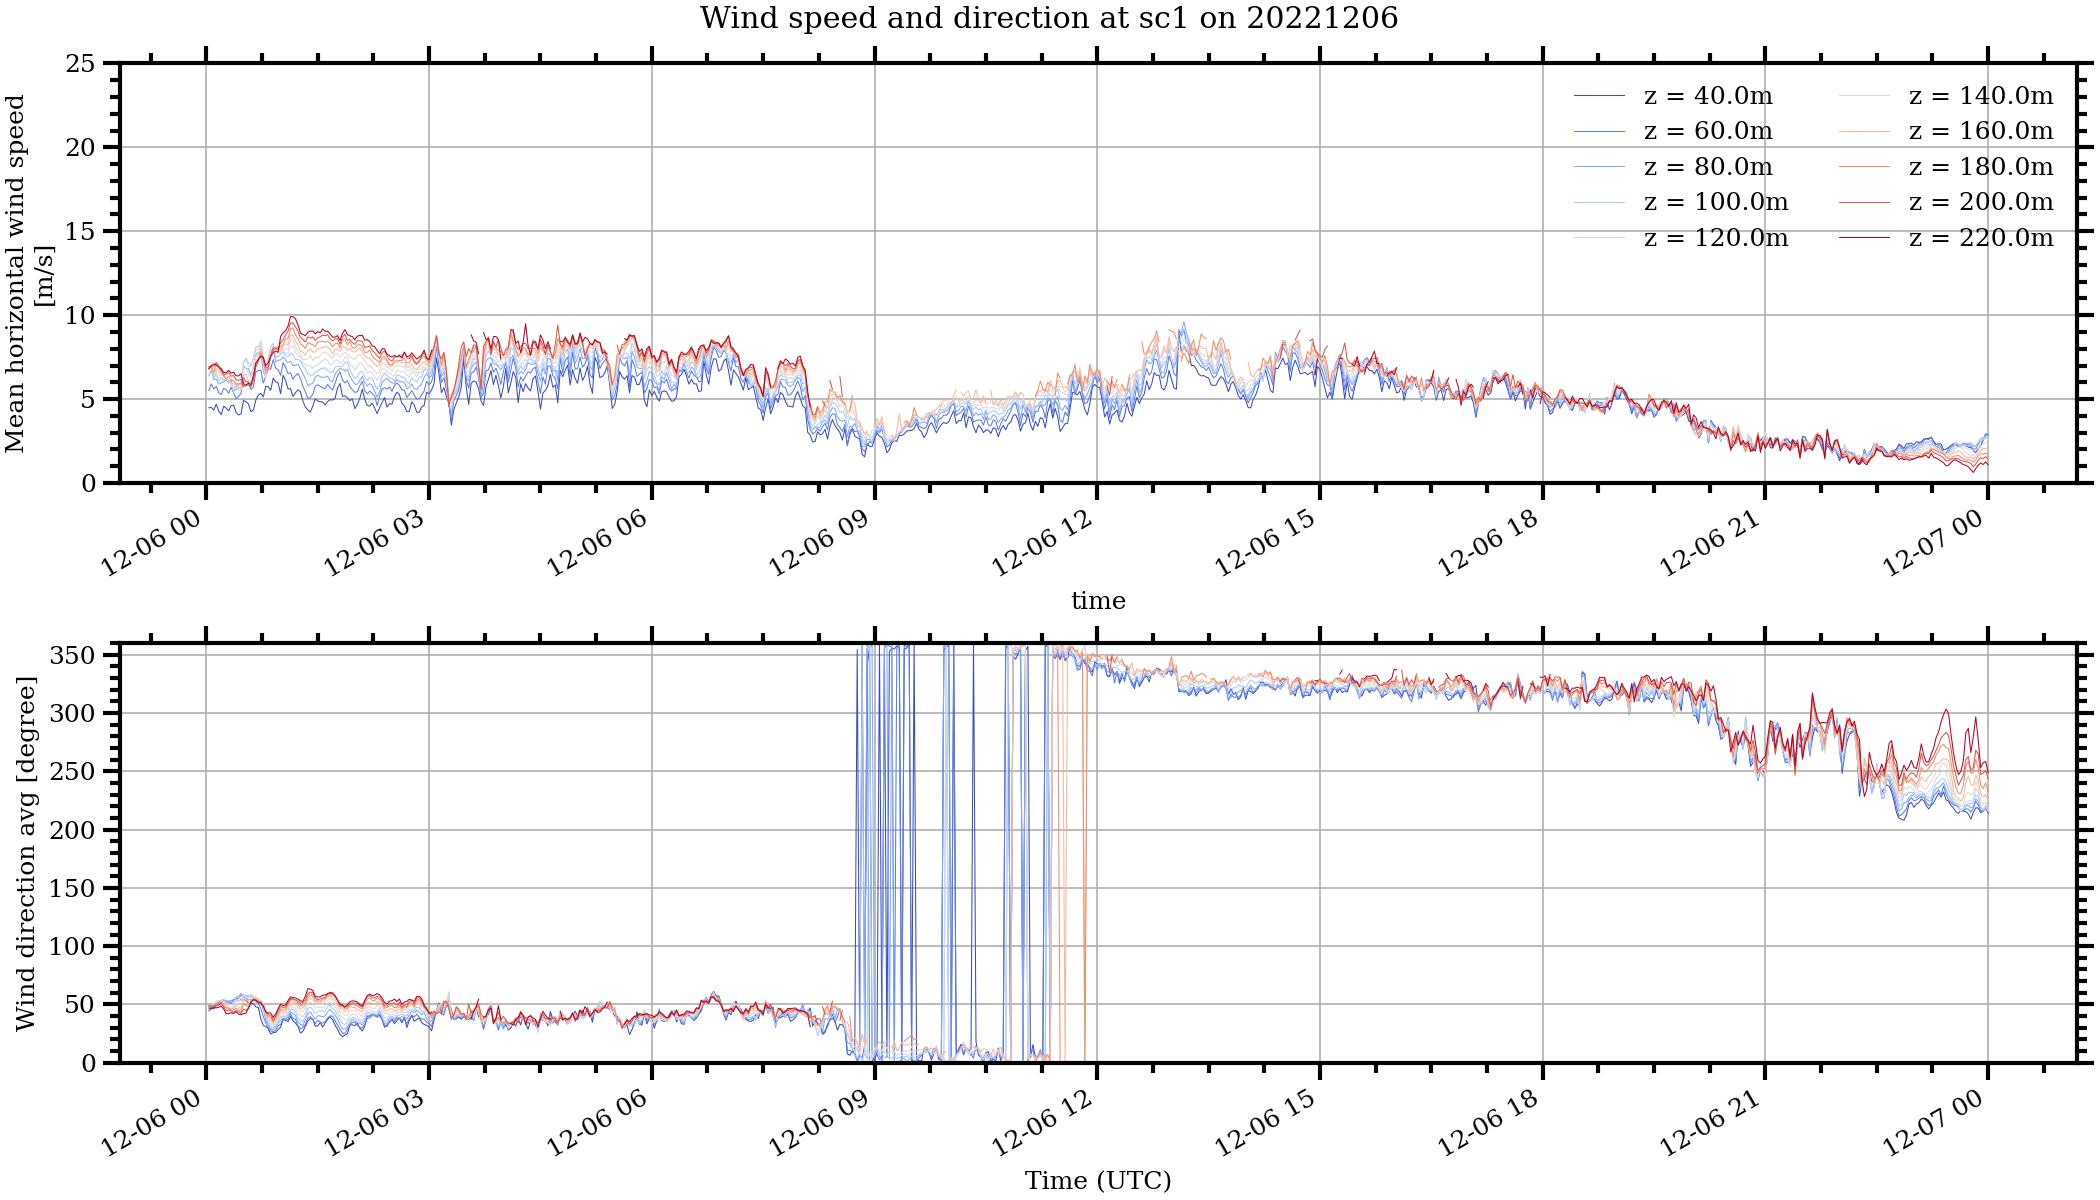 Wind speed and direction at sc1 on 20221206
Mean horizontal wind speed
[m/s]
25
20
15
10
5
0
z = 40.0m
z = 60.0m
z = 80.0m
z = 100.0m
z = 120.0m
z = 140.0m
z = 160.0m
z = 180.0m
z = 200.0m
z = 220.0m
12-06 00
12-06 03
12-06 06
12-06 09
12-06 12
12-06 15
12-06 18
12-06 21
12-07 00
time
Wind direction avg [degree]
350
300
250
200
150
100
50
0
12-06 00
12-06 03
12-06 06
12-06 09
12-06 12
12-06 15
12-06 18
12-06 21
12-07 00
Time (UTC)